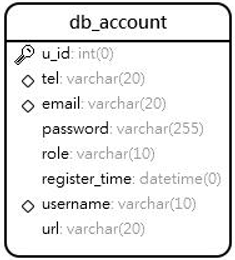 db_account
u_id: int(0)
tel: varchar(20)
email: varchar(20)
password: varchar(255)
role: varchar(10)
register_time: datetime(0)
username: varchar(10)
url: varchar(20)